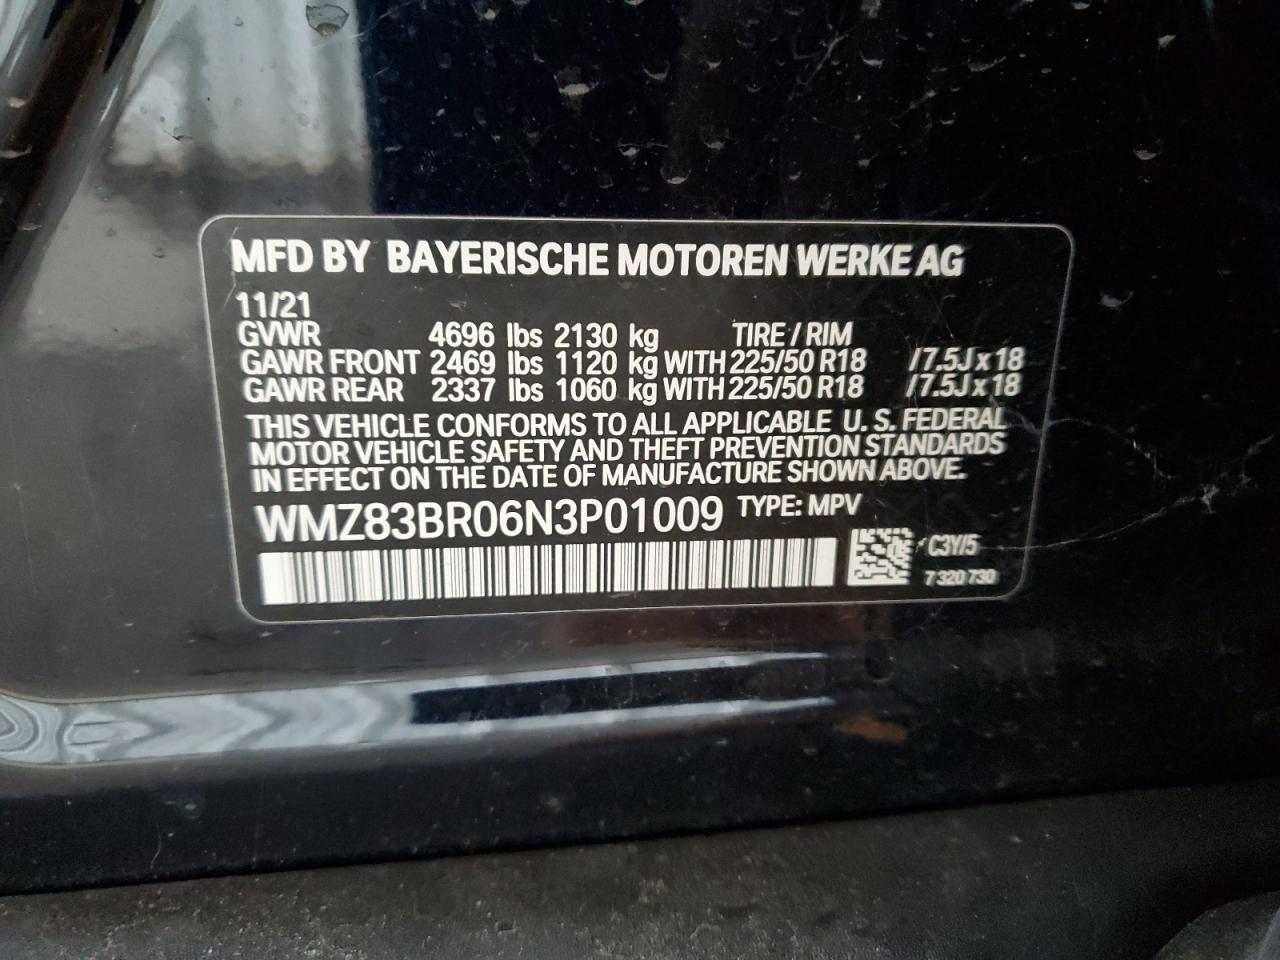 MFD BY BAYERISCHE MOTOREN WERKE AG
11/21
GVWR 4696 lbs 2130 kg TIRE / RIM
GAWR FRONT 2469 lbs 1120 kg WITH 225/50 R18 / 7.5J x 18
GAWR REAR 2337 lbs 1060 kg WITH 225/50 R18 / 7.5J x 18
THIS VEHICLE CONFORMS TO ALL APPLICABLE U. S. FEDERAL
MOTOR VEHICLE SAFETY AND THEFT PREVENTION STANDARDS
IN EFFECT ON THE DATE OF MANUFACTURE SHOWN ABOVE.
WMZ83BR06N3P01009 TYPE: MPV
C3Y/5
7 320 730